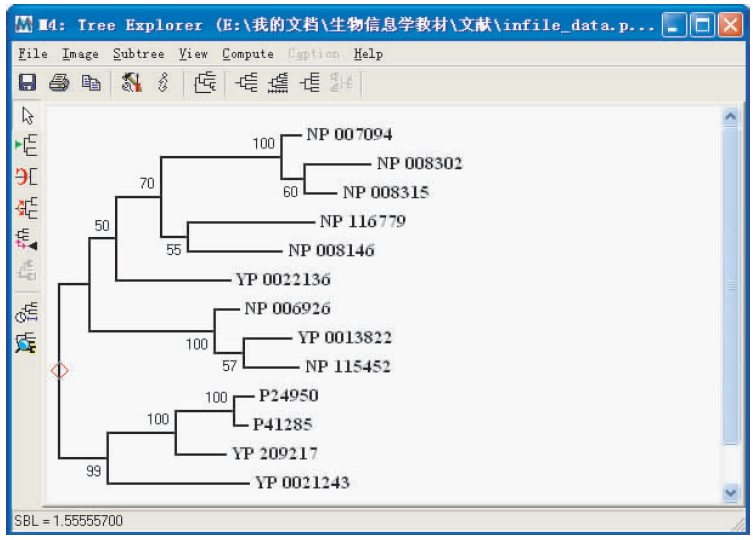 M4: Tree Explorer (E:\我的文档\生物信息学教材\文献\infile_data.p...
File Image Subtree View Compute Caption Help
100
NP 007094
NP 008302
60
NP 008315
70
NP 116779
50
55
NP 008146
YP 0022136
NP 006926
100
YP 0013822
57
NP 115452
100
P24950
P41285
100
YP 209217
99
YP 0021243
SBL = 1.55555700